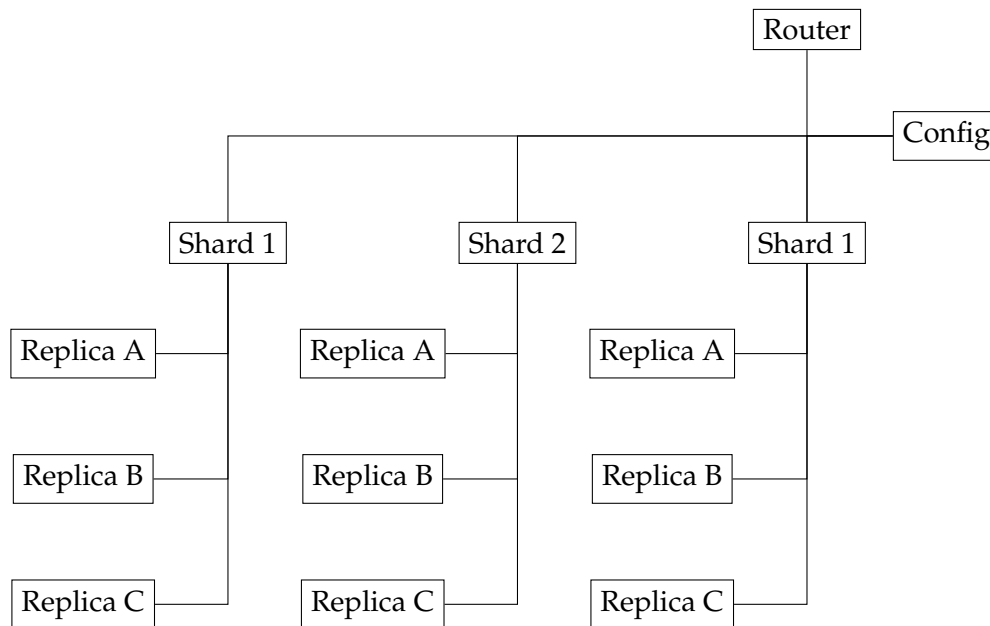 Router
Config
Shard 1
Shard 2
Shard 1
Replica A
Replica A
Replica A
Replica B
Replica B
Replica B
Replica C
Replica C
Replica C